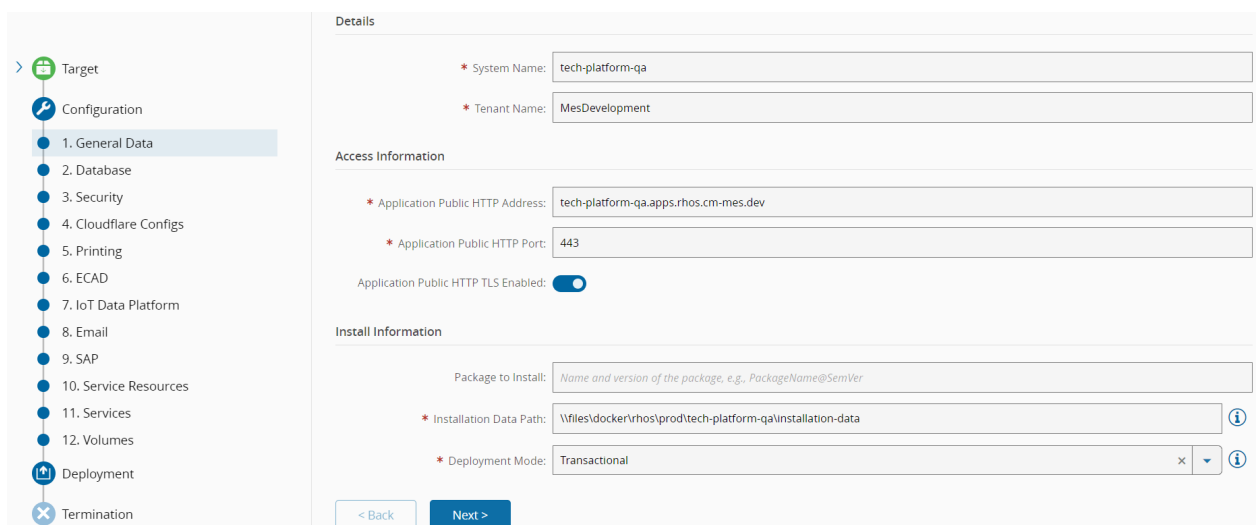 Target
Configuration
1. General Data
2. Database
3. Security
4. Cloudflare Configs
5. Printing
6. ECAD
7. IoT Data Platform
8. Email
9. SAP
10. Service Resources
11. Services
12. Volumes
Deployment
Termination
Details
* System Name: tech-platform-qa
* Tenant Name: MesDevelopment
Access Information
* Application Public HTTP Address: tech-platform-qa.apps.rhos.cm-mes.dev
* Application Public HTTP Port: 443
Application Public HTTP TLS Enabled:
Install Information
Package to Install: Name and version of the package, e.g., PackageName@SemVer
* Installation Data Path: \\files\docker\rhos\prod\tech-platform-qa\installation-data
* Deployment Mode: Transactional
< Back Next >